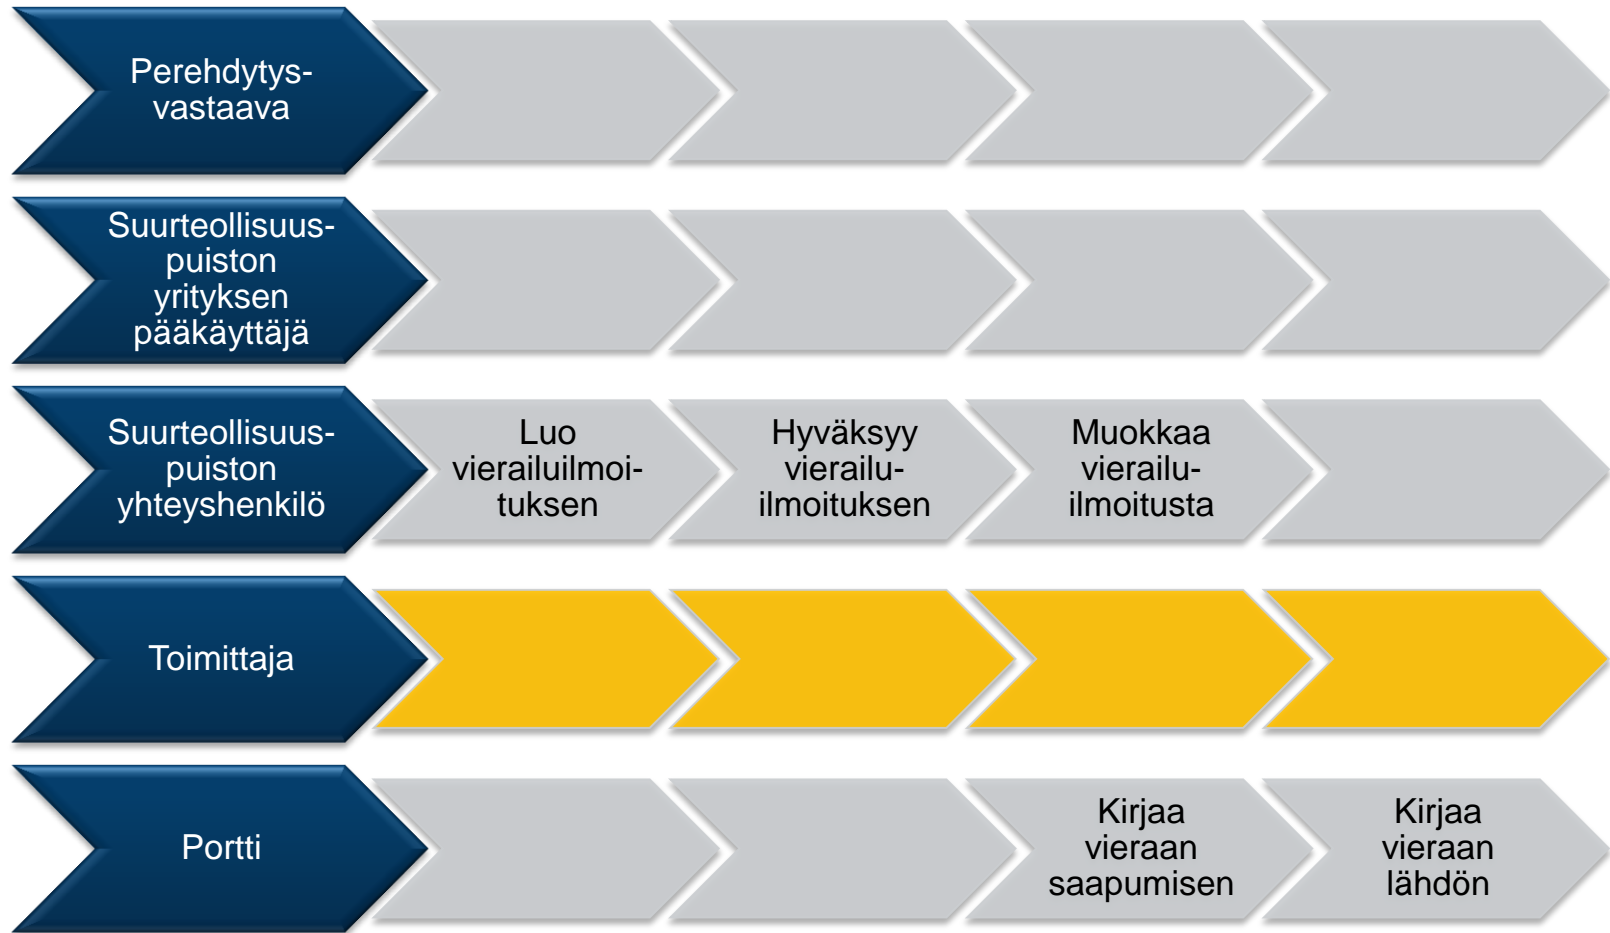 Perehdytys-
vastaava
Suurteollisuus-
puiston
yrityksen
pääkäyttäjä
Suurteollisuus-
puiston
yhteyshenkilö
Luo
vierailuilmoi-
tuksen
Hyväksyy
vierailu-
ilmoituksen
Muokkaa
vierailu-
ilmoitusta
Toimittaja
Portti
Kirjaa
vieraan
saapumisen
Kirjaa
vieraan
lähdön